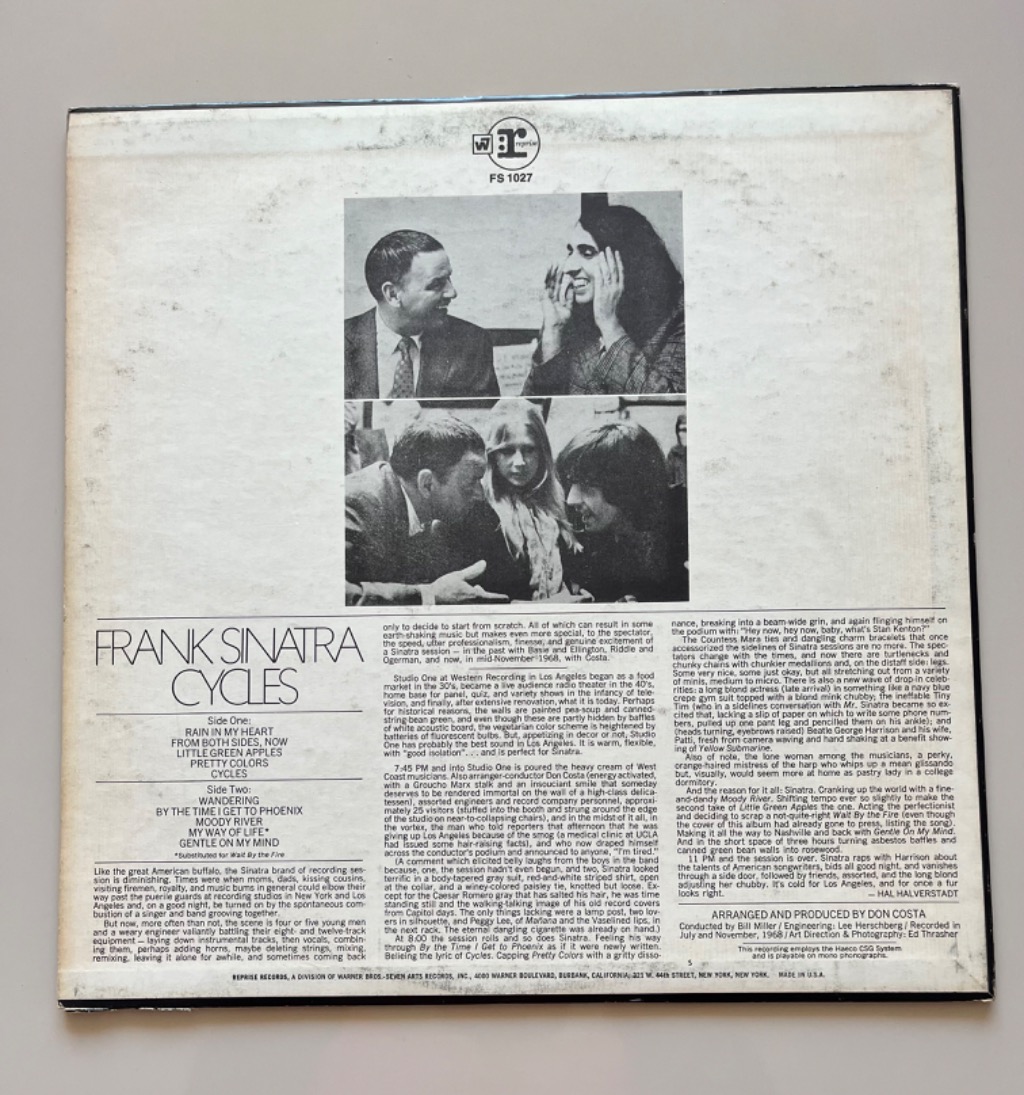 W
r:
reprise
FS 1027
FRANK SINATRA
CYCLES
Side One:
RAIN IN MY HEART
FROM BOTH SIDES, NOW
LITTLE GREEN APPLES
PRETTY COLORS
CYCLES
Side Two:
WANDERING
BY THE TIME I GET TO PHOENIX
MOODY RIVER
MY WAY OF LIFE*
GENTLE ON MY MIND
*Substituted for Wait By the Fire
Like the great American buffalo, the Sinatra brand of recording ses-
sion is diminishing. Times were when moms, dads, kissing cousins,
visiting firemen, royalty, and music bums in general could elbow their
way past the puerile guards at recording studios in New York and Los
Angeles and, on a good night, be turned on by the spontaneous com-
bustion of a singer and band grooving together.
But now, more often than not, the scene is four or five young men
and a weary engineer valiantly battling their eight- and twelve-track
equipment — laying down instrumental tracks, then vocals, combin-
ing them, perhaps adding horns, maybe deleting strings, mixing,
remixing, leaving it alone for awhile, and sometimes coming back
only to decide to start from scratch. All of which can result in some
earth-shaking music but makes even more special, to the spectator,
the speed, utter professionalism, finesse, and genuine excitement of
a Sinatra session — in the past with Basie and Ellington, Riddle and
Ogerman, and now, in mid-November 1968, with Costa.
Studio One at Western Recording in Los Angeles began as a food
market in the 30's, became a live audience radio theater in the 40's,
home base for panel, quiz, and variety shows in the infancy of tele-
vision, and finally, after extensive renovation, what it is today. Perhaps
for historical reasons, the walls are painted pea-soup and canned-
string-bean green, and even though these are partly hidden by baffles
of white acoustic board, the vegetarian color scheme is heightened by
batteries of fluorescent bulbs. But, appetizing in decor or not, Studio
One has probably the best sound in Los Angeles. It is warm, flexible,
with "good isolation" . . . and is perfect for Sinatra.
7:45 PM and into Studio One is poured the heavy cream of West
Coast musicians. Also arranger-conductor Don Costa (energy activated,
with a Groucho Marx stalk and an insouciant smile that someday
deserves to be rendered immortal on the wall of a high-class delica-
tessen), assorted engineers and record company personnel, approxi-
mately 25 visitors (stuffed into the booth and strung around the edge
of the studio on near-to-collapsing chairs), and in the midst of it all, in
the vortex, the man who told reporters that afternoon that he was
giving up Los Angeles because of the smog (a medical clinic at UCLA
had issued some hair-raising facts), and who now draped himself
across the conductor's podium and announced to anyone, "I'm tired."
(A comment which elicited belly laughs from the boys in the band
because, one, the session hadn't even begun, and two, Sinatra looked
terrific in a body-tapered gray suit, red-and-white striped shirt, open
at the collar, and a winey-colored paisley tie, knotted but loose. Ex-
cept for the Caesar Romero gray that has salted his hair, he was time
standing still and the walking-talking image of his old record covers
from Capitol days. The only things lacking were a lamp post, two lov-
ers in silhouette, and Peggy Lee, of Mañana and the Vaselined lips, in
the next rack. The eternal dangling cigarette was already on hand.)
At 8:00 the session rolls and so does Sinatra. Feeling his way
through By the Time I Get to Phoenix as if it were newly written.
Belieing the lyric of Cycles. Capping Pretty Colors with a gritty disso-
nance, breaking into a beam-wide grin, and again flinging himself on
the podium with: "Hey now, hey now, baby, what's Stan Kenton?"
The Countess Mara ties and dangling charm bracelets that once
accessorized the sidelines of Sinatra sessions are no more. The spec-
tators change with the times, and now there are turtlenecks and
chunky chains with chunkier medallions and, on the distaff side: legs.
Some very nice, some just okay, but all stretching out from a variety
of minis, medium to micro. There is also a new wave of drop-in celeb-
rities: a long blond actress (late arrival) in something like a navy blue
crepe gym suit topped with a blond mink chubby; the ineffable Tiny
Tim (who in a sidelines conversation with Mr. Sinatra became so ex-
cited that, lacking a slip of paper on which to write some phone num-
bers, pulled up one pant leg and pencilled them on his ankle); and
(heads turning, eyebrows raised) Beatle George Harrison and his wife,
Patti, fresh from camera waving and hand shaking at a benefit show-
ing of Yellow Submarine.
Also of note, the lone woman among the musicians, a perky,
orange-haired mistress of the harp who whips up a mean glissando
but, visually, would seem more at home as pastry lady in a college
dormitory.
And the reason for it all: Sinatra. Cranking up the world with a fine-
and-dandy Moody River. Shifting tempo ever so slightly to make the
second take of Little Green Apples the one. Acting the perfectionist
and deciding to scrap a not-quite-right Wait By the Fire (even though
the cover of this album had already gone to press, listing the song).
Making it all the way to Nashville and back with Gentle On My Mind.
And in the short space of three hours turning asbestos baffles and
canned green bean walls into rosewood.
11 PM and the session is over. Sinatra raps with Harrison about
the talents of American songwriters, bids all good night, and vanishes
through a side door, followed by friends, assorted, and the long blond
adjusting her chubby. It's cold for Los Angeles, and for once a fur
looks right. — HAL HALVERSTADT
ARRANGED AND PRODUCED BY DON COSTA
Conducted by Bill Miller / Engineering: Lee Herschberg / Recorded in
July and November, 1968 / Art Direction & Photography: Ed Thrasher
This recording employs the Haeco CSG System
and is playable on mono phonographs.
5
REPRISE RECORDS, A DIVISION OF WARNER BROS.-SEVEN ARTS RECORDS, INC., 4000 WARNER BOULEVARD, BURBANK, CALIFORNIA; 321 W. 44th STREET, NEW YORK, NEW YORK. MADE IN U.S.A.